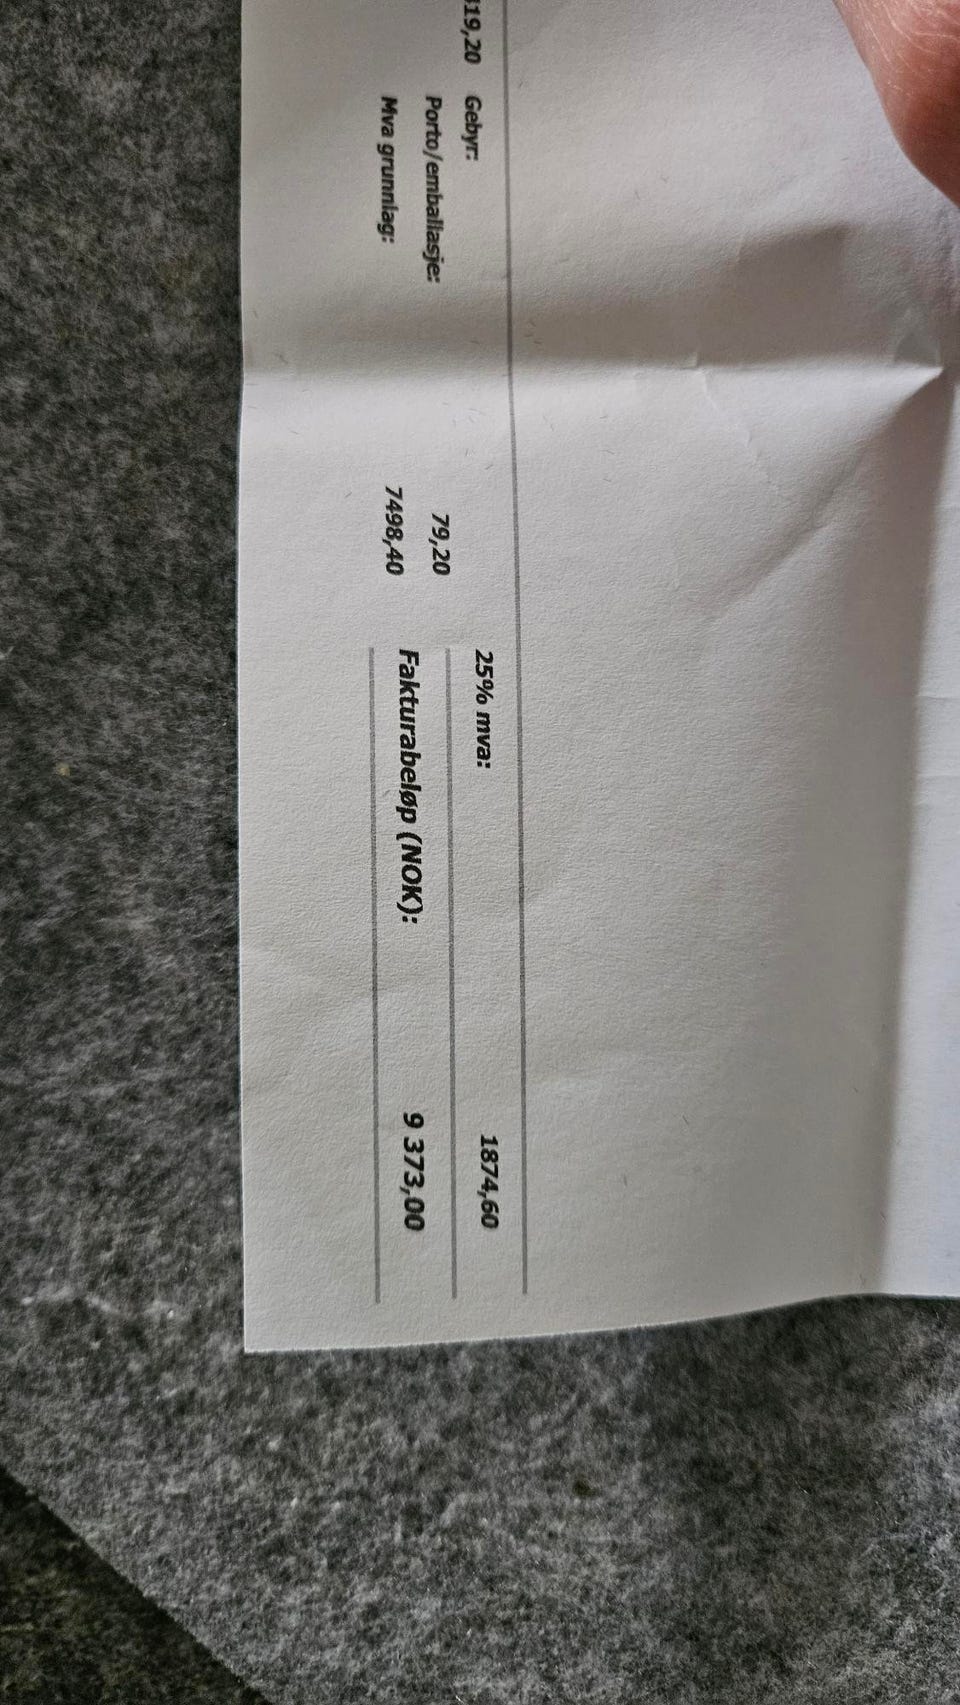 19,20 Gebyr: 25% mva: 1874,60
Porto/emballasje: 79,20
Mva grunnlag: 7498,40 Fakturabeløp (NOK): 9 373,00